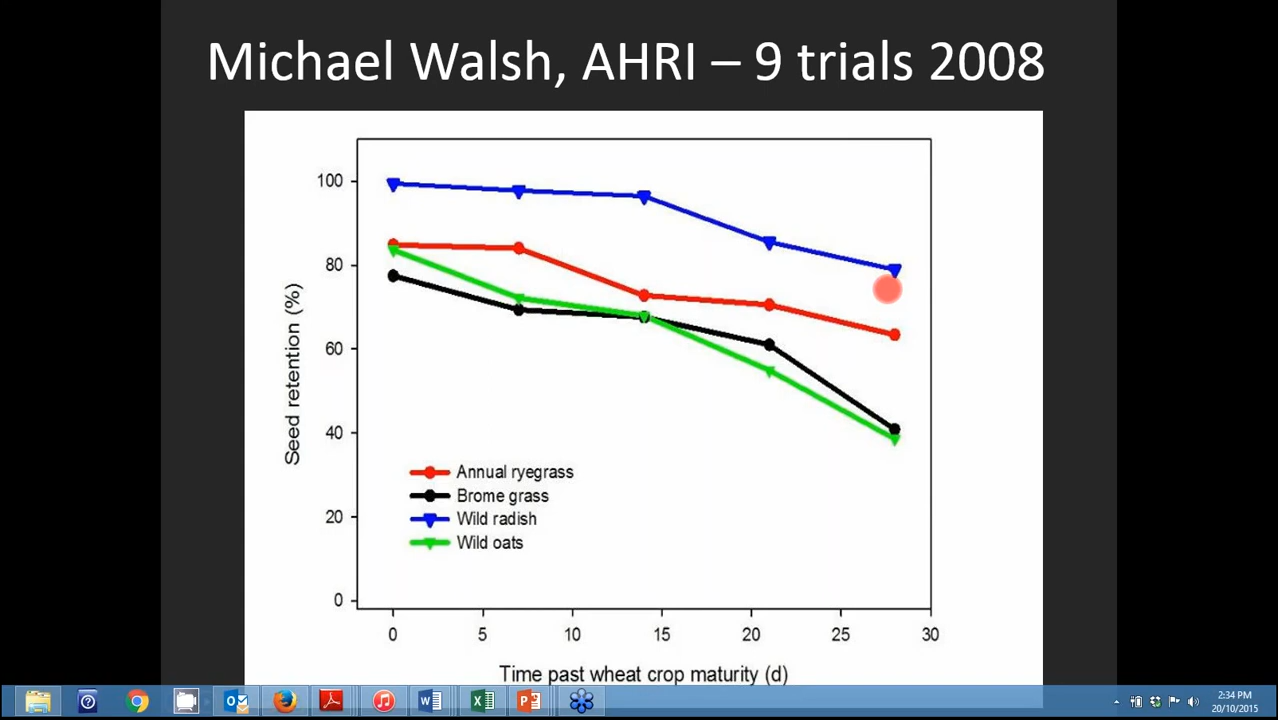 Michael Walsh, AHRI – 9 trials 2008
100
80
60
40
20
0
Seed retention (%)
Annual ryegrass
Brome grass
Wild radish
Wild oats
0 5 10 15 20 25 30
Time past wheat crop maturity (d)
2:34 PM
20/10/2015